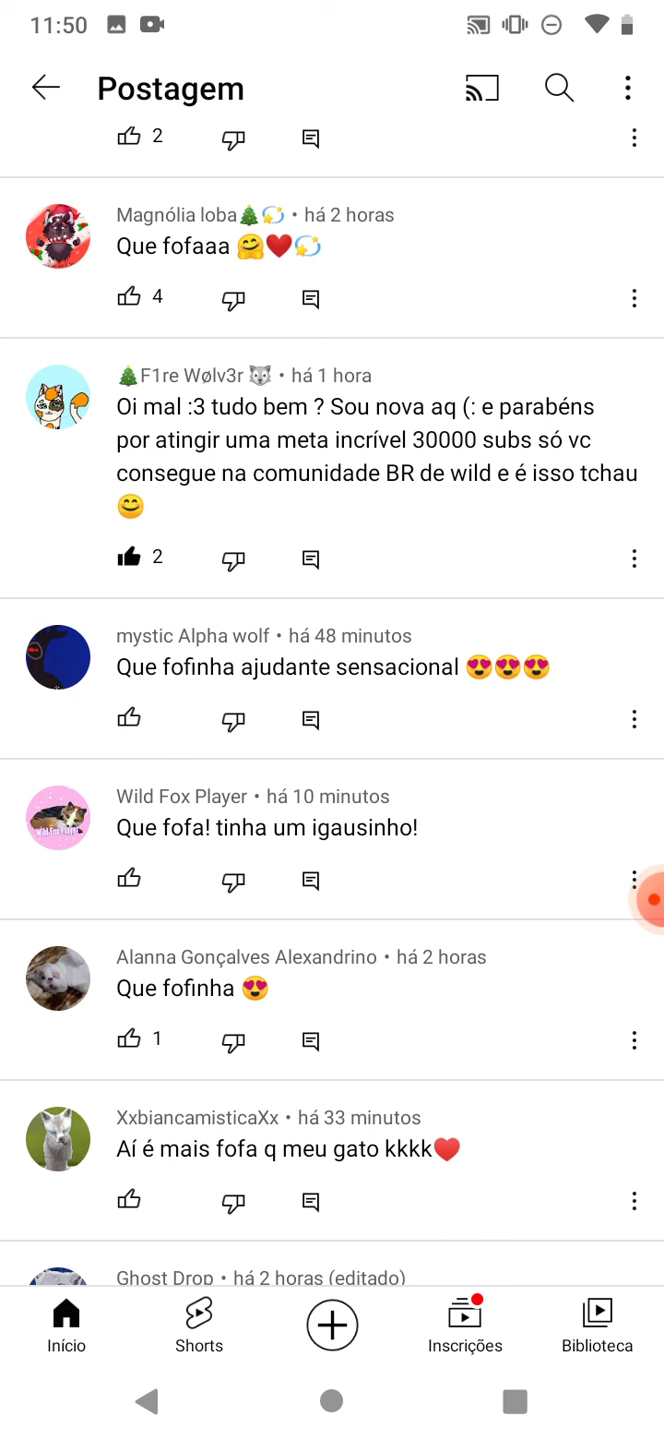 11:50
Postagem
2
Magnólia loba🎄💫 • há 2 horas
Que fofaaa 🤗❤️💫
4
🎄F1re Wølv3r 🐺 • há 1 hora
Oi mal :3 tudo bem ? Sou nova aq (: e parabéns
por atingir uma meta incrível 30000 subs só vc
consegue na comunidade BR de wild e é isso tchau
😊
2
mystic Alpha wolf • há 48 minutos
Que fofinha ajudante sensacional 😍😍😍
Wild Fox Player • há 10 minutos
Que fofa! tinha um igausinho!
Alanna Gonçalves Alexandrino • há 2 horas
Que fofinha 😍
1
XxbiancamisticaXx • há 33 minutos
Aí é mais fofa q meu gato kkkk❤️
Ghost Drop • há 2 horas (editado)
Início
Shorts
Inscrições
Biblioteca